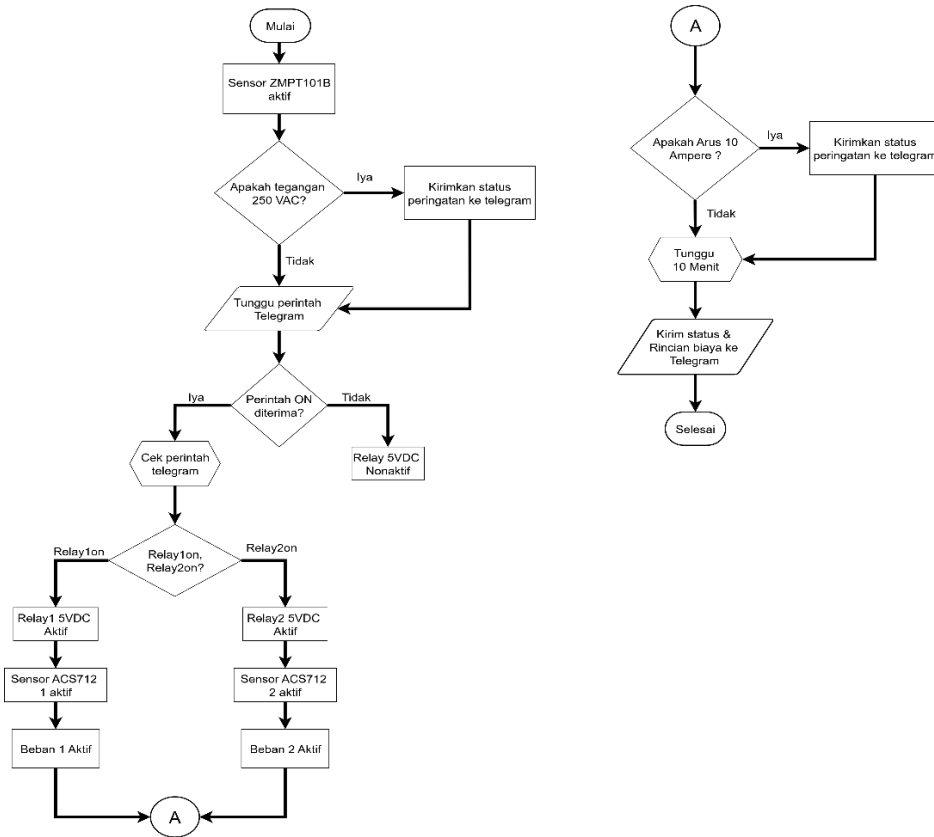 Mulai
Sensor ZMPT101B
aktif
Apakah tegangan
250 VAC?
Iya
Kirimkan status
peringatan ke telegram
Tidak
Tunggu perintah
Telegram
Perintah ON
diterima?
Iya
Tidak
Cek perintah
telegram
Relay 5VDC
Nonaktif
Relay1on,
Relay2on?
Relay1on
Relay2on
Relay1 5VDC
Aktif
Sensor ACS712
1 aktif
Beban 1 Aktif
Relay2 5VDC
Aktif
Sensor ACS712
2 aktif
Beban 2 Aktif
A
A
Apakah Arus 10
Ampere ?
Iya
Kirimkan status
peringatan ke telegram
Tidak
Tunggu
10 Menit
Kirim status &
Rincian biaya ke
Telegram
Selesai